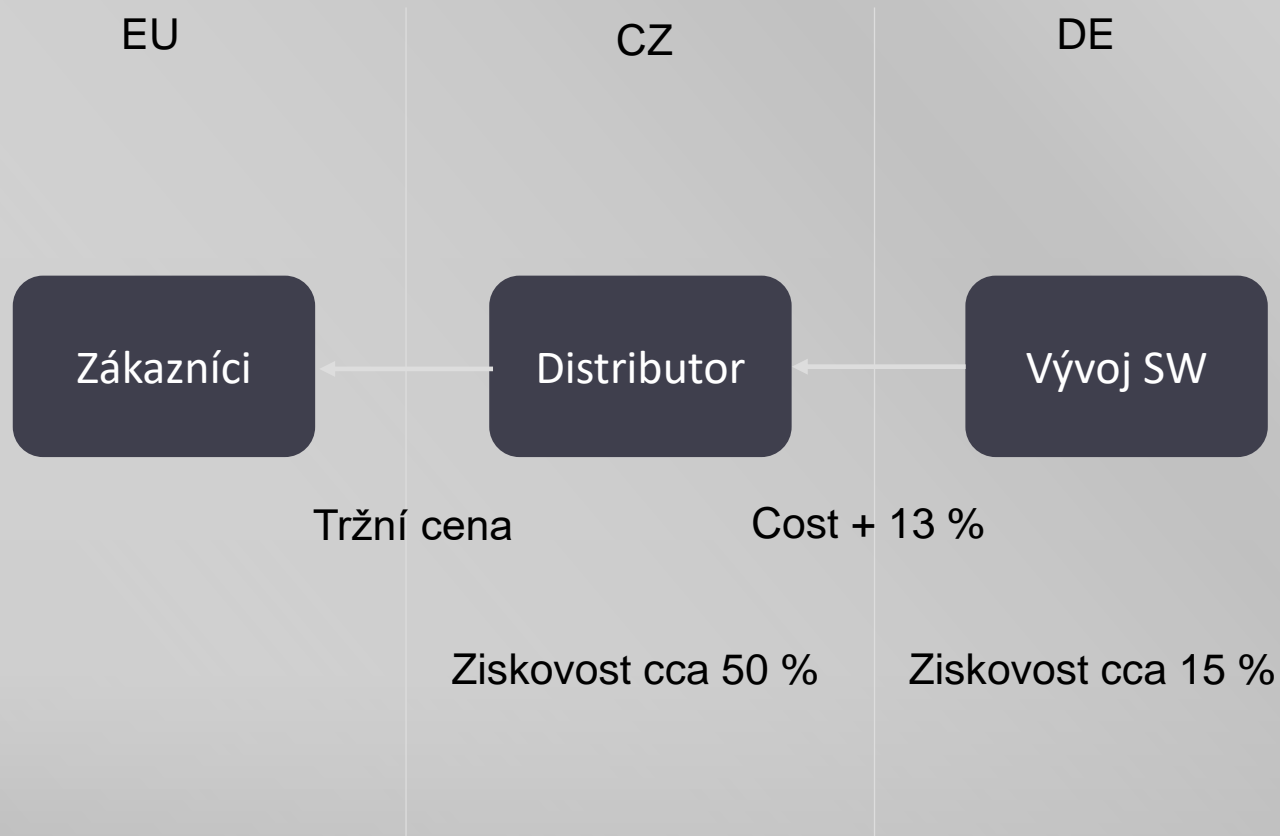 EU
CZ
DE
Zákazníci
Distributor
Vývoj SW
Tržní cena
Cost + 13 %
Ziskovost cca 50 %
Ziskovost cca 15 %